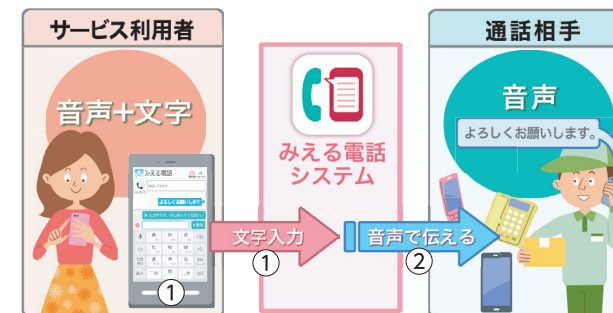 サービス利用者
音声+文字
みえる電話
よろしくお願いします
①
みえる電話
システム
文字入力
①
音声で伝える
②
通話相手
音声
よろしくお願いします。